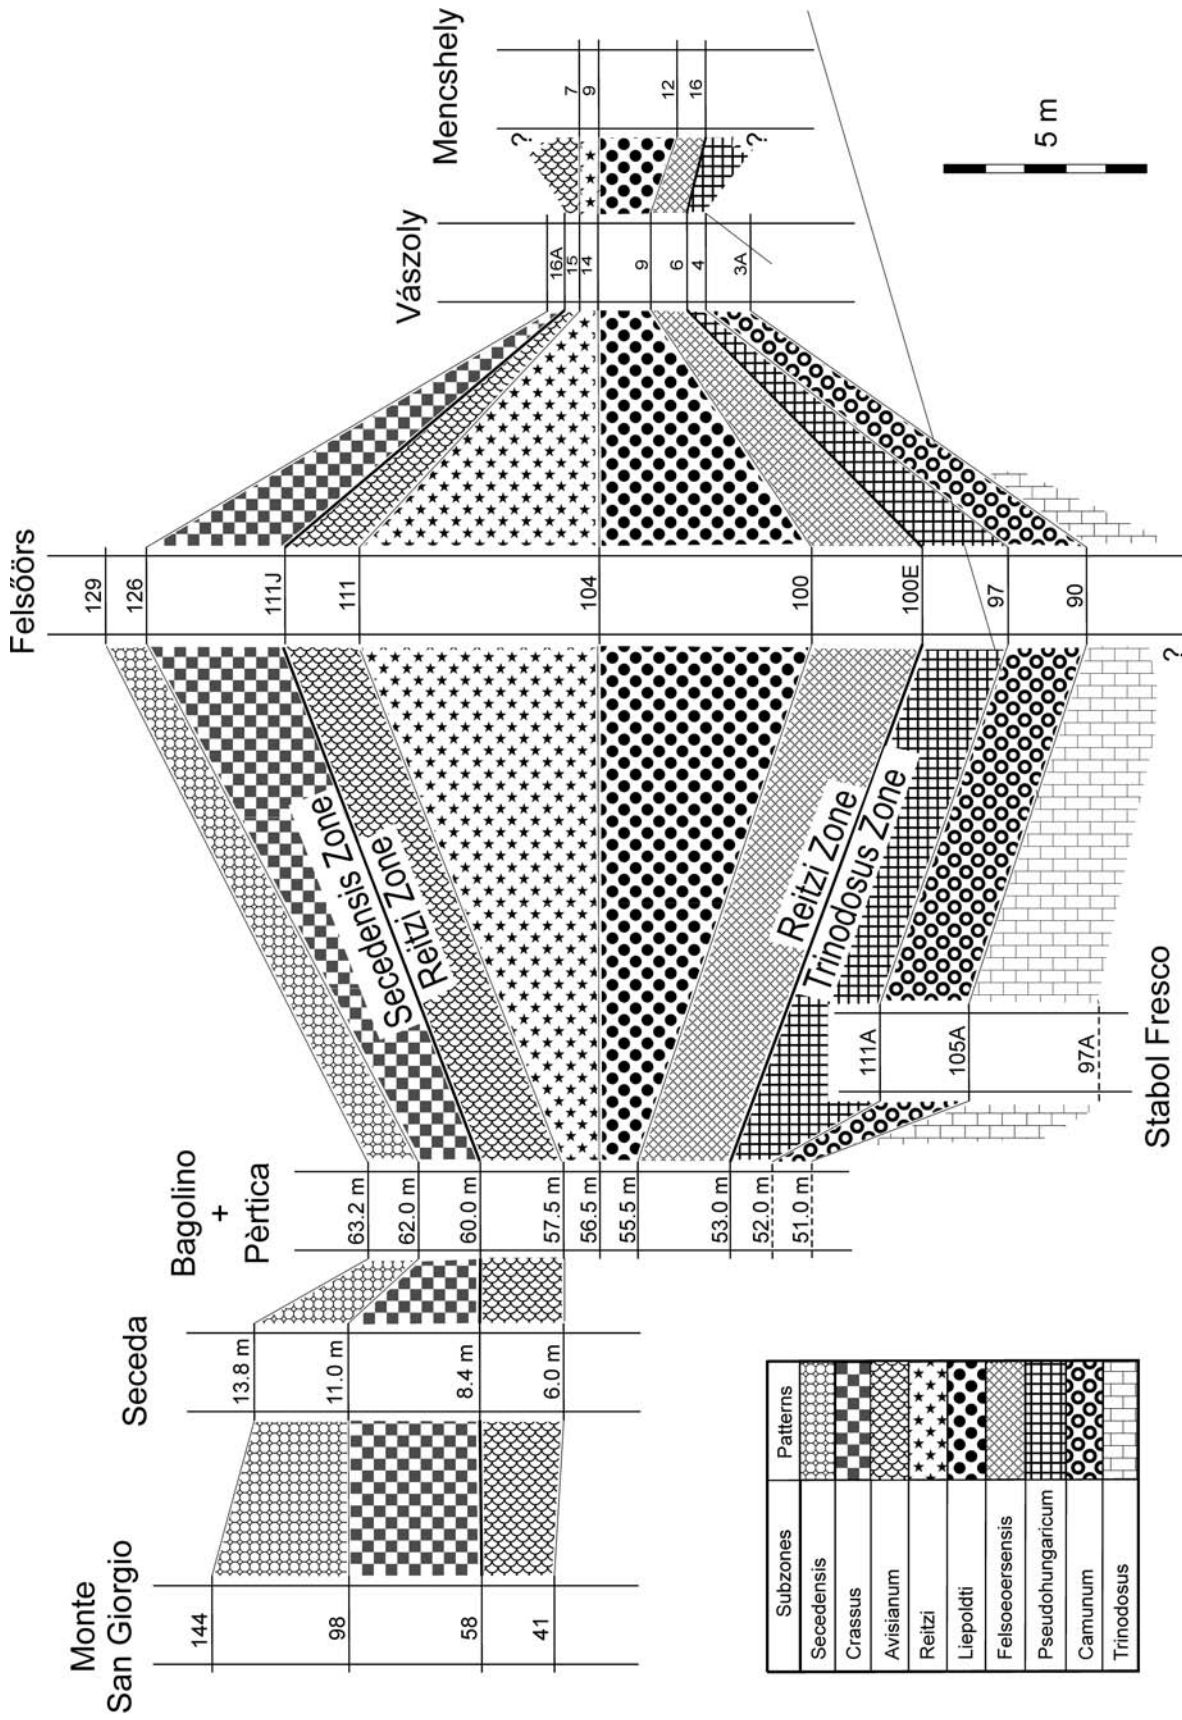 Monte
San Giorgio
144
98
58
41
Seceda
13.8 m
11.0 m
8.4 m
6.0 m
Bagolino
+
Pèrtica
63.2 m
62.0 m
60.0 m
57.5 m
56.5 m
55.5 m
53.0 m
52.0 m
51.0 m
Stabol Fresco
111A
105A
97A
Secedensis Zone
Reitzi Zone
Reitzi Zone
Trinodosus Zone
?
Felsőörs
129
126
111J
111
104
100
100E
97
90
Vászoly
16A
15
14
9
6
4
3A
?
?
Mencshely
7
9
12
16
5 m
Subzones Patterns
Secedensis
Crassus
Avisianum
Reitzi
Liepoldti
Felsoeoersensis
Pseudohungaricum
Camunum
Trinodosus